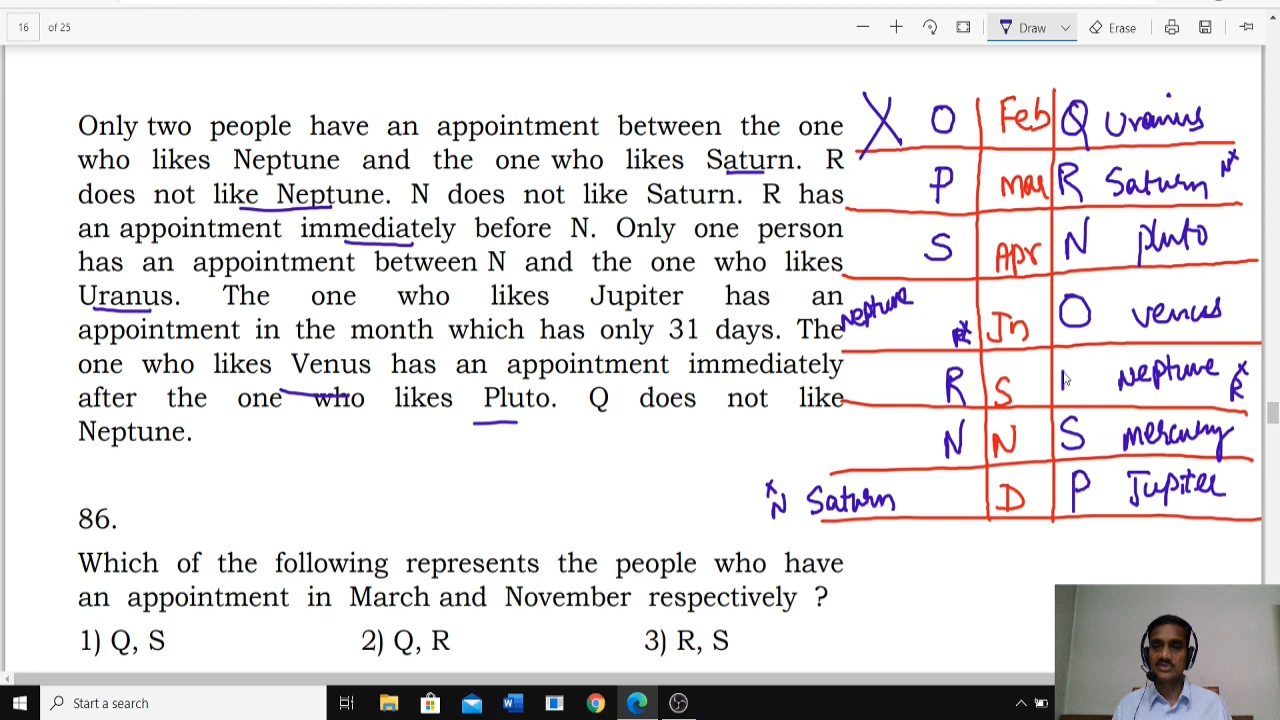 16 of 25 Draw Erase
Only two people have an appointment between the one
who likes Neptune and the one who likes Saturn. R
does not like Neptune. N does not like Saturn. R has
an appointment immediately before N. Only one person
has an appointment between N and the one who likes
Uranus. The one who likes Jupiter has an
appointment in the month which has only 31 days. The
one who likes Venus has an appointment immediately
after the one who likes Pluto. Q does not like
Neptune.
86.
Which of the following represents the people who have
an appointment in March and November respectively ?
1) Q, S 2) Q, R 3) R, S
X O Feb Q Uranius
P Mar R Saturn N x
S Apr N pluto
Neptune R x Jn O venus
R S Neptune x R
N N S mercury
x N Saturn D P Jupiter
Start a search